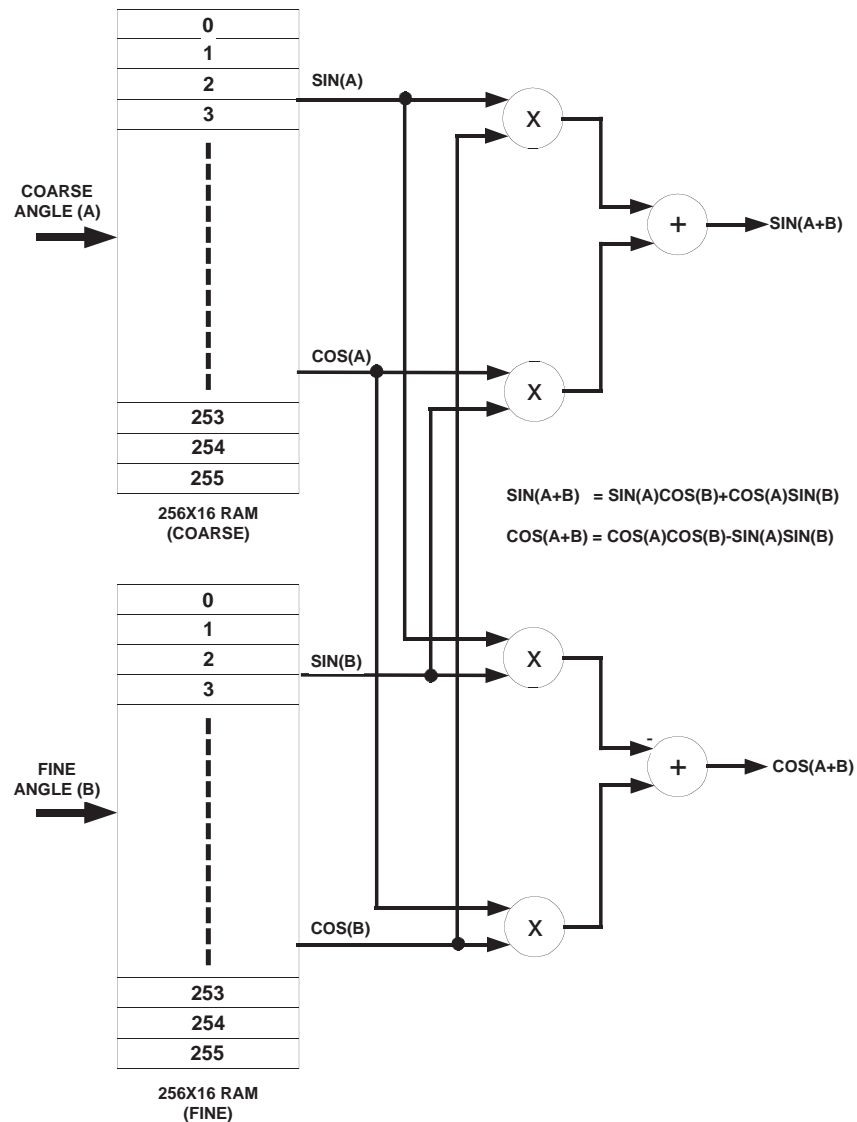 0
1
2
3
SIN(A)
X
COARSE
ANGLE (A)
+
SIN(A+B)
COS(A)
X
253
254
255
256X16 RAM
(COARSE)
SIN(A+B) = SIN(A)COS(B)+COS(A)SIN(B)
COS(A+B) = COS(A)COS(B)-SIN(A)SIN(B)
0
1
2
3
SIN(B)
X
FINE
ANGLE (B)
-
+
COS(A+B)
COS(B)
X
253
254
255
256X16 RAM
(FINE)